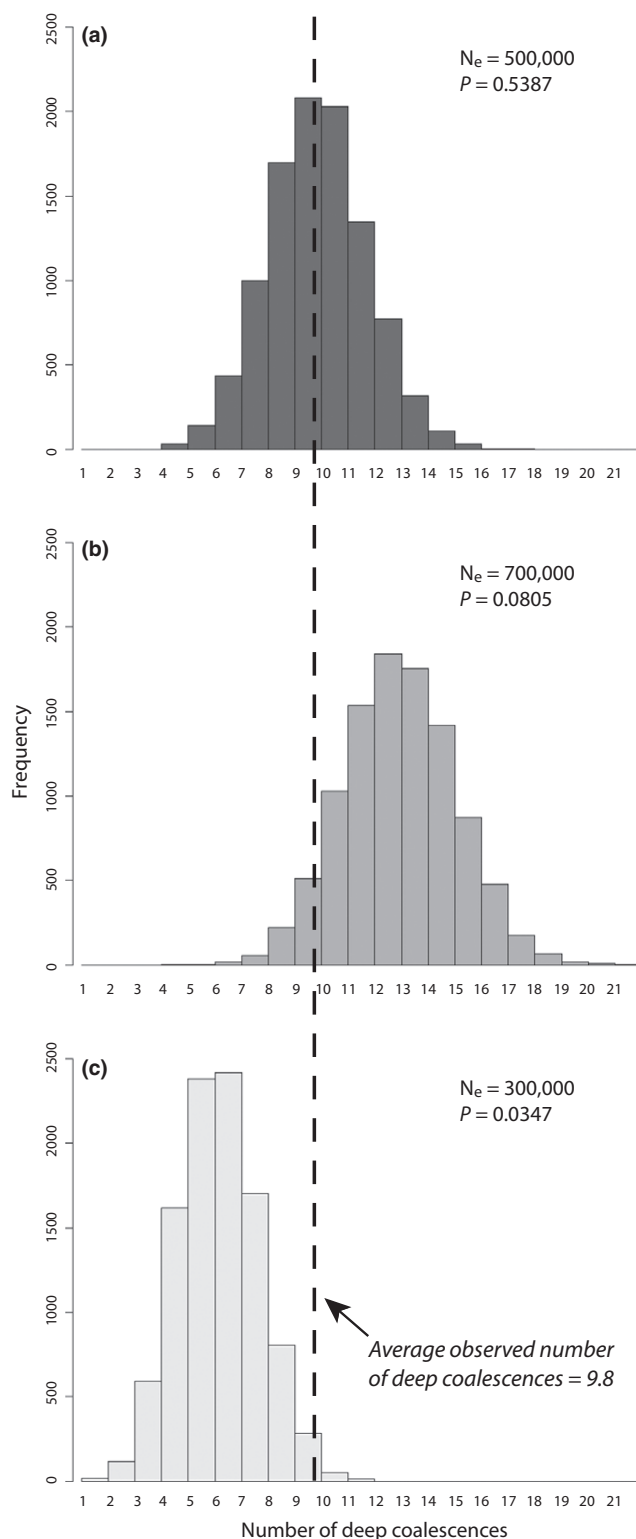 (a)
Ne = 500,000
P = 0.5387
2500
2000
1500
1000
500
0
1 2 3 4 5 6 7 8 9 10 11 12 13 14 15 16 17 18 19 20 21
(b)
Ne = 700,000
P = 0.0805
2500
2000
1500
1000
500
0
Frequency
1 2 3 4 5 6 7 8 9 10 11 12 13 14 15 16 17 18 19 20 21
(c)
Ne = 300,000
P = 0.0347
2500
2000
1500
1000
500
0
Average observed number
of deep coalescences = 9.8
1 2 3 4 5 6 7 8 9 10 11 12 13 14 15 16 17 18 19 20 21
Number of deep coalescences